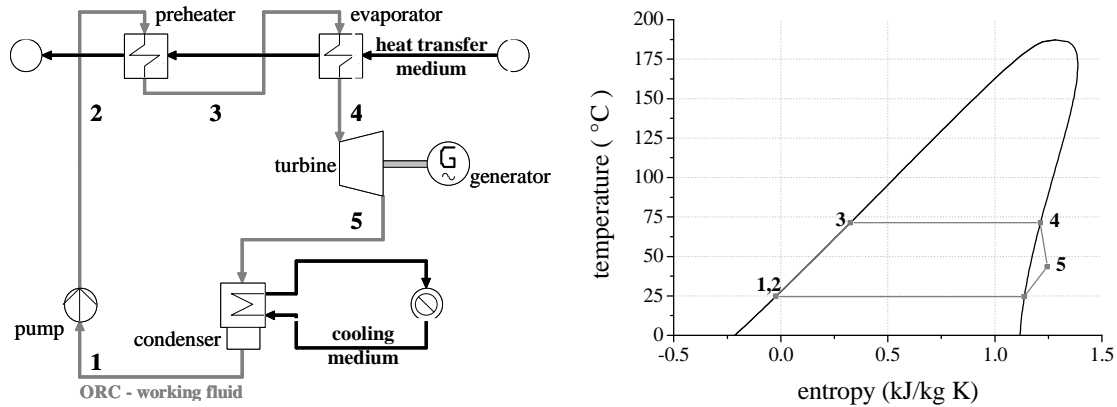 preheater
evaporator
heat transfer
medium
2
3
4
turbine
G
~
generator
5
pump
condenser
cooling
medium
1
ORC - working fluid
temperature ( °C )
200
175
150
125
100
75
50
25
0
3
4
5
1,2
-0.5
0.0
0.5
1.0
1.5
entropy (kJ/kg K)